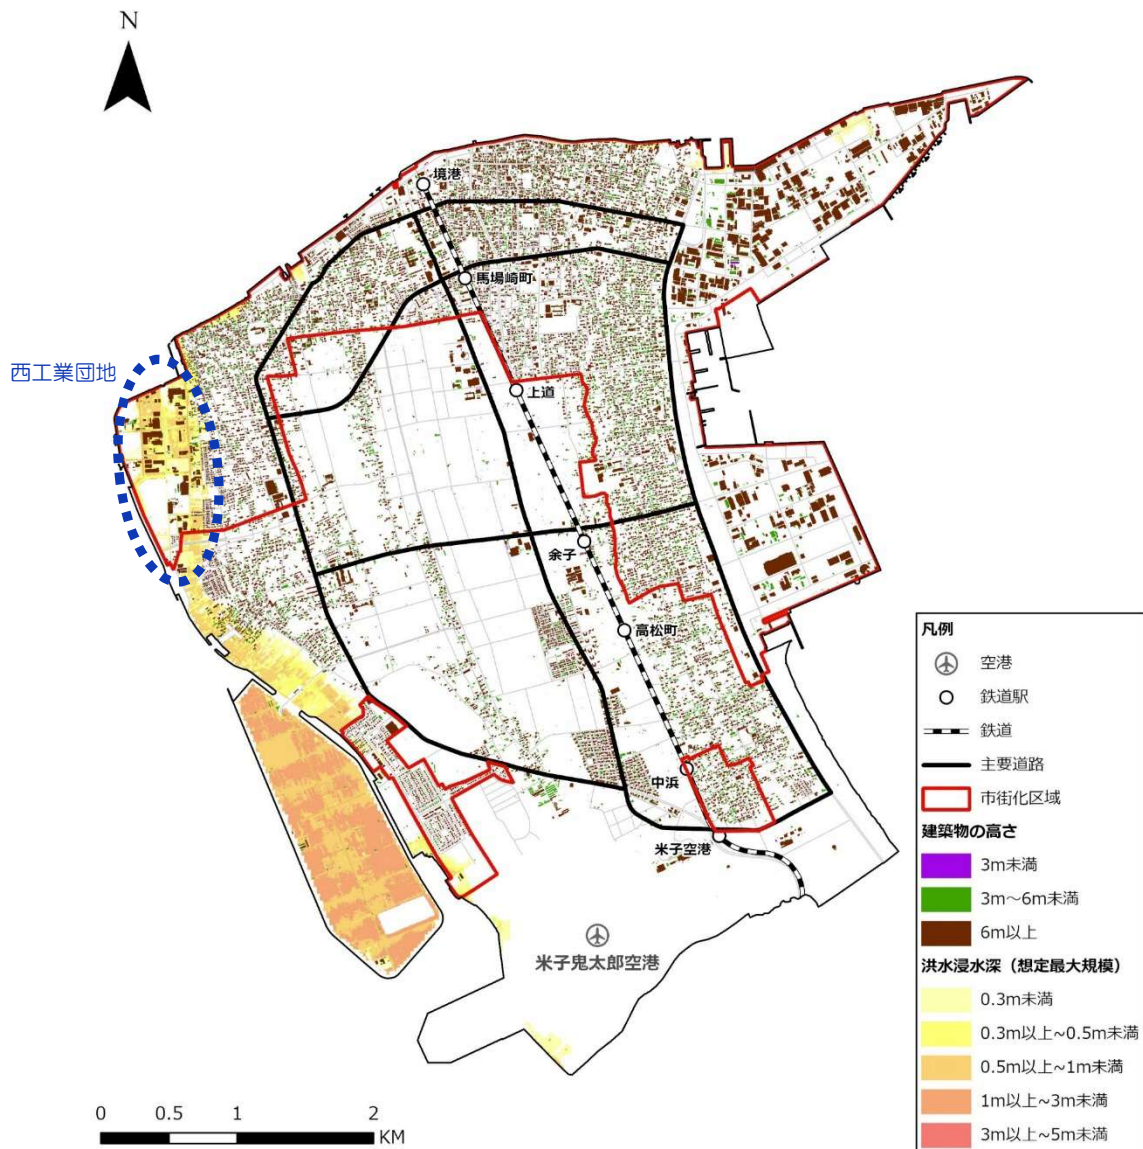 N
境港
馬場崎町
西工業団地
上道
余子
高松町
中浜
米子空港
米子鬼太郎空港
凡例
空港
鉄道駅
鉄道
主要道路
市街化区域
建築物の高さ
3m未満
3m～6m未満
6m以上
洪水浸水深（想定最大規模）
0.3m未満
0.3m以上~0.5m未満
0.5m以上~1m未満
1m以上~3m未満
3m以上~5m未満
0 0.5 1 2
KM